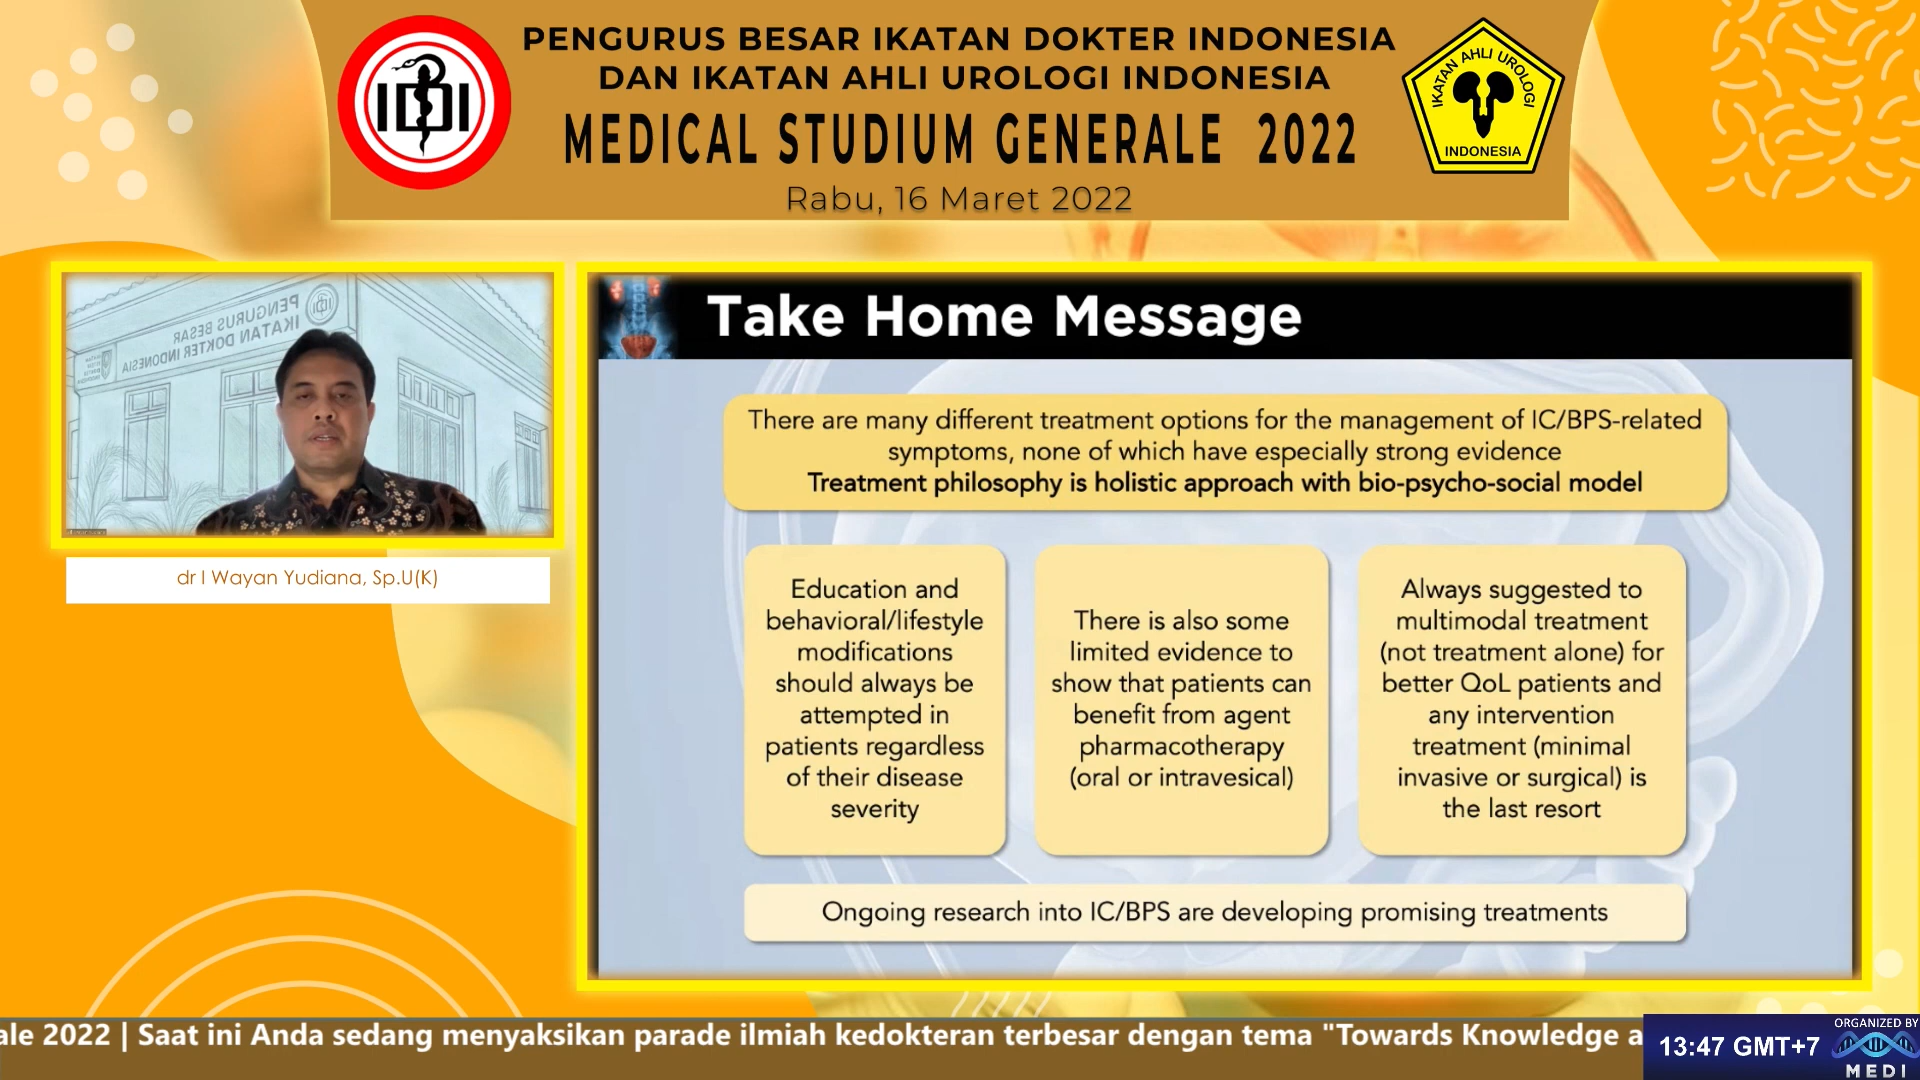 PENGURUS BESAR IKATAN DOKTER INDONESIA
DAN IKATAN AHLI UROLOGI INDONESIA
MEDICAL STUDIUM GENERALE 2022
Rabu, 16 Maret 2022
IDI
IKATAN AHLI UROLOGI
INDONESIA
PENGURUS BESAR
IKATAN DOKTER INDONESIA
dr I Wayan Yudiana, Sp.U(K)
Take Home Message
There are many different treatment options for the management of IC/BPS-related
symptoms, none of which have especially strong evidence
Treatment philosophy is holistic approach with bio-psycho-social model
Education and
behavioral/lifestyle
modifications
should always be
attempted in
patients regardless
of their disease
severity
There is also some
limited evidence to
show that patients can
benefit from agent
pharmacotherapy
(oral or intravesical)
Always suggested to
multimodal treatment
(not treatment alone) for
better QoL patients and
any intervention
treatment (minimal
invasive or surgical) is
the last resort
Ongoing research into IC/BPS are developing promising treatments
ale 2022 | Saat ini Anda sedang menyaksikan parade ilmiah kedokteran terbesar dengan tema "Towards Knowledge a
13:47 GMT+7
ORGANIZED BY
MEDI